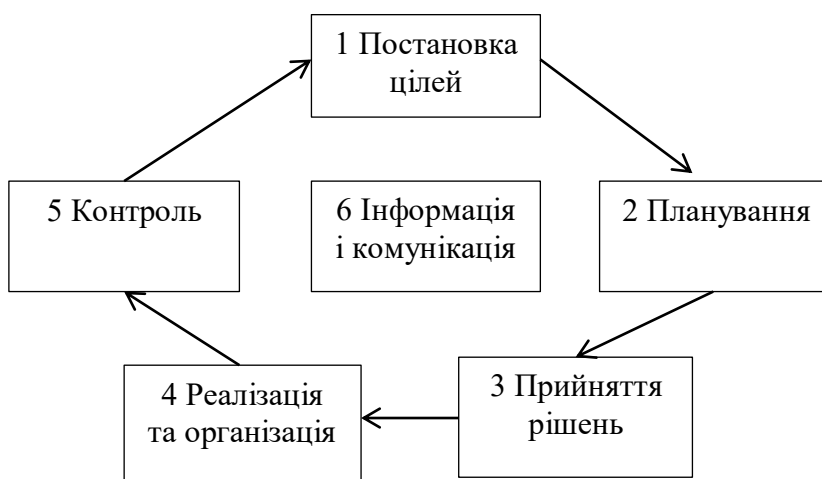 1 Постановка
цілей
5 Контроль
6 Інформація
і комунікація
2 Планування
4 Реалізація
та організація
3 Прийняття
рішень